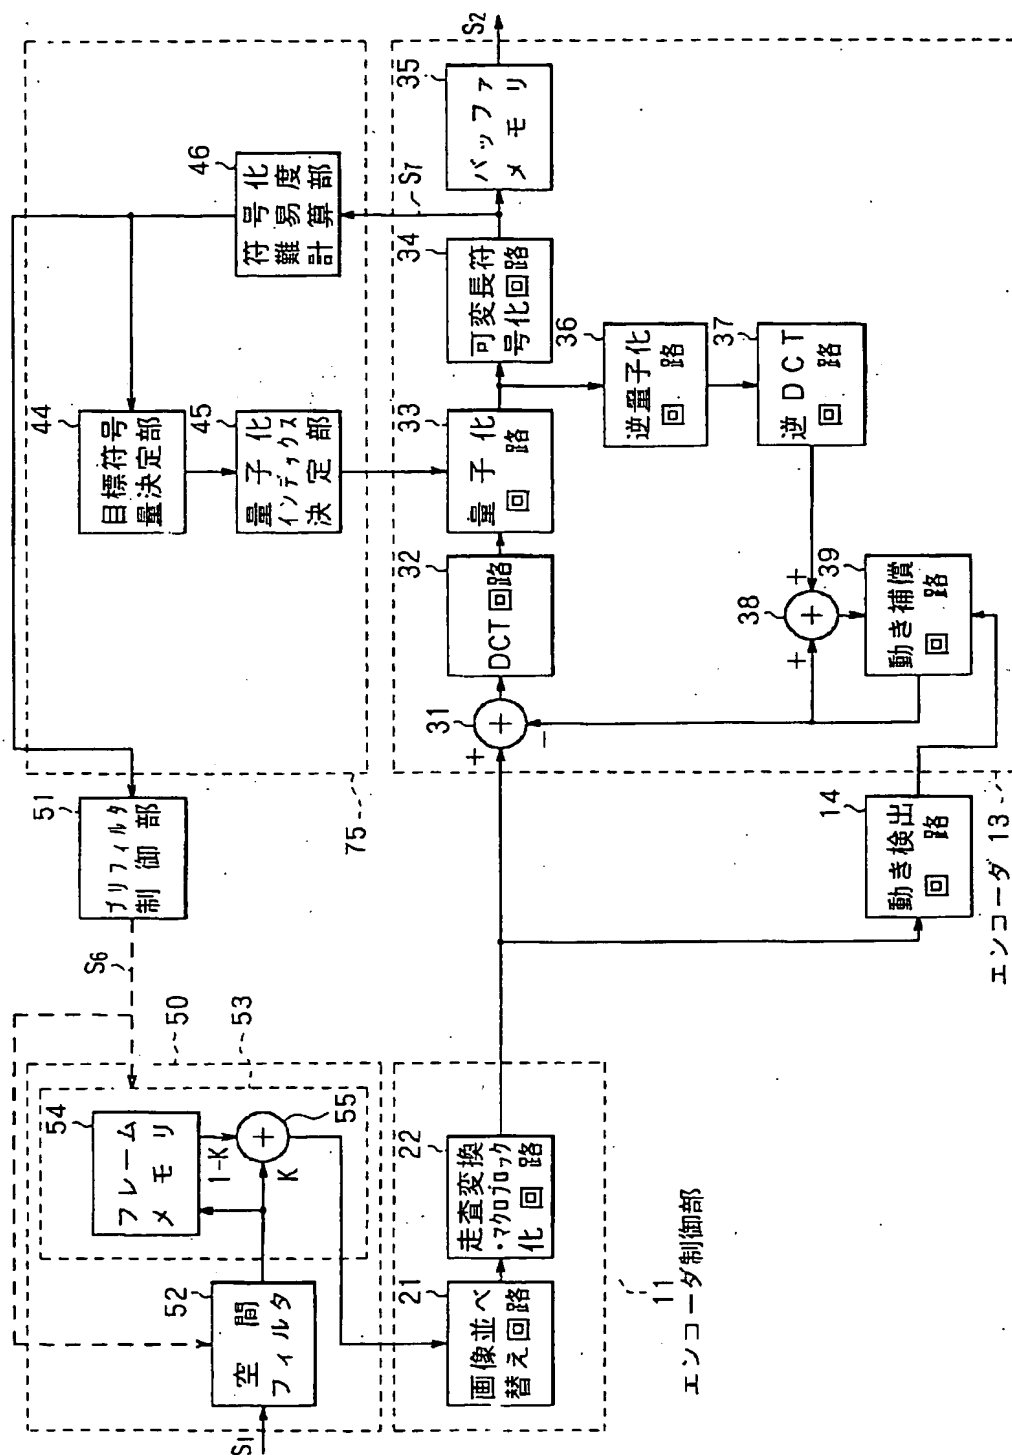 S1
空間
フィルタ
52
フレーム
メモリ
54
1-K
K
55
53
50
S6
プリフィルタ
制御部
51
目標符号
量決定部
44
量子化
インデックス
決定部
45
符号化
難易度
計算部
46
75
画像並べ
替え回路
21
走査変換
・マクロブロック
化回路
22
11
エンコーダ制御部
+
31
-
DCT回路
32
量子化
回路
33
可変長符
号化回路
34
S7
バッファ
メモリ
35
S2
逆量子化
回路
36
逆DCT
回路
37
+
+
38
動き補償
回路
39
動き検出
回路
14
エンコーダ 13